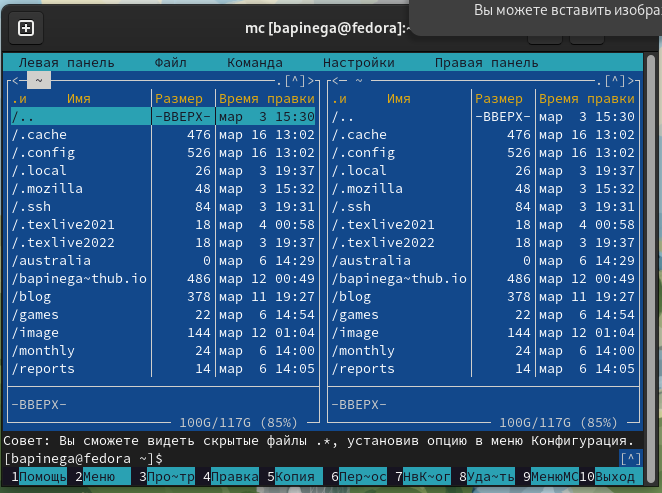 Вы можете вставить изобра
mc [bapinega@fedora]:~
Левая панель Файл Команда Настройки Правая панель
<─ ~ .[^]> <─ ~ .[^]>
.и Имя Размер Время правки .и Имя Размер Время правки
/.. -ВВЕРХ- мар 3 15:30 /.. -ВВЕРХ- мар 3 15:30
/.cache 476 мар 16 13:02 /.cache 476 мар 16 13:02
/.config 526 мар 16 13:02 /.config 526 мар 16 13:02
/.local 26 мар 3 19:37 /.local 26 мар 3 19:37
/.mozilla 48 мар 3 15:32 /.mozilla 48 мар 3 15:32
/.ssh 84 мар 3 19:31 /.ssh 84 мар 3 19:31
/.texlive2021 18 мар 4 00:58 /.texlive2021 18 мар 4 00:58
/.texlive2022 18 мар 3 19:37 /.texlive2022 18 мар 3 19:37
/australia 0 мар 6 14:29 /australia 0 мар 6 14:29
/bapinega~thub.io 486 мар 12 00:49 /bapinega~thub.io 486 мар 12 00:49
/blog 378 мар 11 19:27 /blog 378 мар 11 19:27
/games 22 мар 6 14:54 /games 22 мар 6 14:54
/image 144 мар 12 01:04 /image 144 мар 12 01:04
/monthly 24 мар 6 14:00 /monthly 24 мар 6 14:00
/reports 14 мар 6 14:05 /reports 14 мар 6 14:05
-ВВЕРХ- -ВВЕРХ-
100G/117G (85%) 100G/117G (85%)
Совет: Вы сможете видеть скрытые файлы .*, установив опцию в меню Конфигурация.
[bapinega@fedora ~]$ [^]
1Помощь 2Меню 3Про~тр 4Правка 5Копия 6Пер~ос 7НвК~ог 8Уда~ть 9МенюMC 10Выход